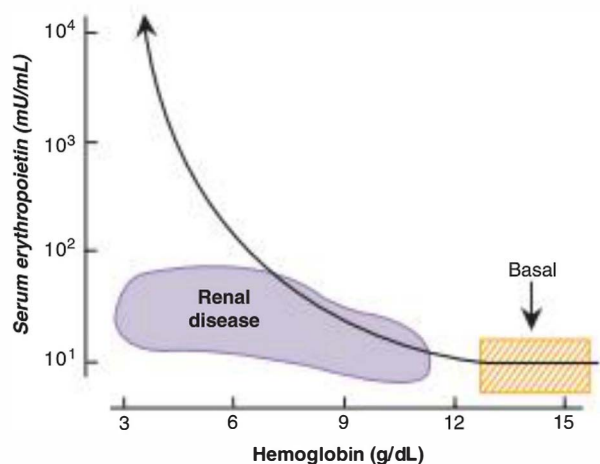 Serum erythropoietin (mU/mL)
10⁴
10³
10²
10¹
Renal
disease
Basal
3 6 9 12 15
Hemoglobin (g/dL)